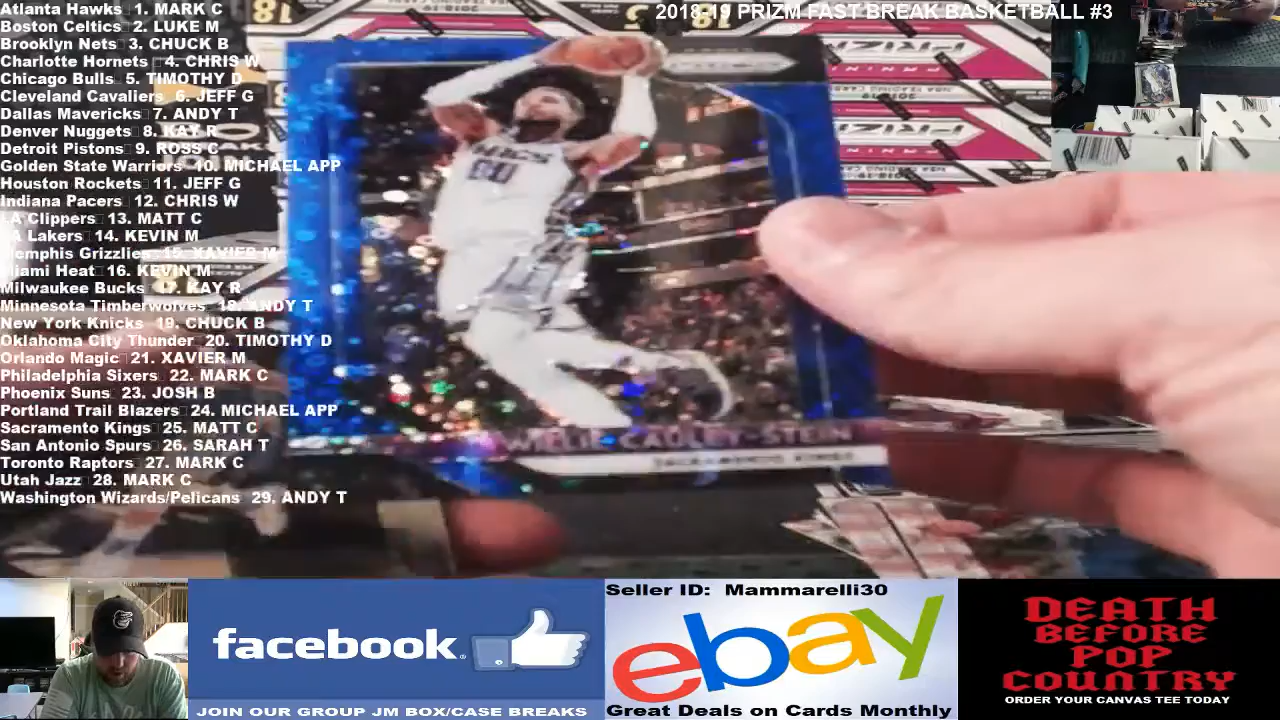 Atlanta Hawks 1. MARK C
Boston Celtics 2. LUKE M
Brooklyn Nets 3. CHUCK B
Charlotte Hornets 4. CHRIS W
Chicago Bulls 5. TIMOTHY D
Cleveland Cavaliers 6. JEFF G
Dallas Mavericks 7. ANDY T
Denver Nuggets 8. KAY R
Detroit Pistons 9. ROSS C
Golden State Warriors 10. MICHAEL APP
Houston Rockets 11. JEFF G
Indiana Pacers 12. CHRIS W
LA Clippers 13. MATT C
LA Lakers 14. KEVIN M
Memphis Grizzlies 15. XAVIER M
Miami Heat 16. KEVIN M
Milwaukee Bucks 17. KAY R
Minnesota Timberwolves 18. ANDY T
New York Knicks 19. CHUCK B
Oklahoma City Thunder 20. TIMOTHY D
Orlando Magic 21. XAVIER M
Philadelphia Sixers 22. MARK C
Phoenix Suns 23. JOSH B
Portland Trail Blazers 24. MICHAEL APP
Sacramento Kings 25. MATT C
San Antonio Spurs 26. SARAH T
Toronto Raptors 27. MARK C
Utah Jazz 28. MARK C
Washington Wizards/Pelicans 29. ANDY T
2018-19 PRIZM FAST BREAK BASKETBALL #3
PRIZM
PRIZM
KINGS
00
WILLIE CAULEY-STEIN
SACRAMENTO KINGS
facebook
JOIN OUR GROUP JM BOX/CASE BREAKS
Seller ID: Mammarelli30
ebay
Great Deals on Cards Monthly
DEATH
BEFORE
POP
COUNTRY
ORDER YOUR CANVAS TEE TODAY